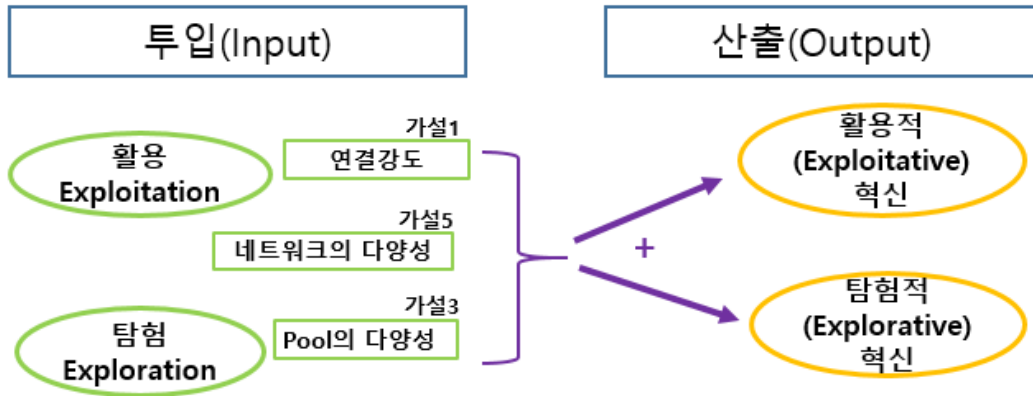 투입(Input)
산출(Output)
활용
Exploitation
가설1
연결강도
가설5
네트워크의 다양성
탐험
Exploration
가설3
Pool의 다양성
+
활용적
(Exploitative)
혁신
탐험적
(Explorative)
혁신